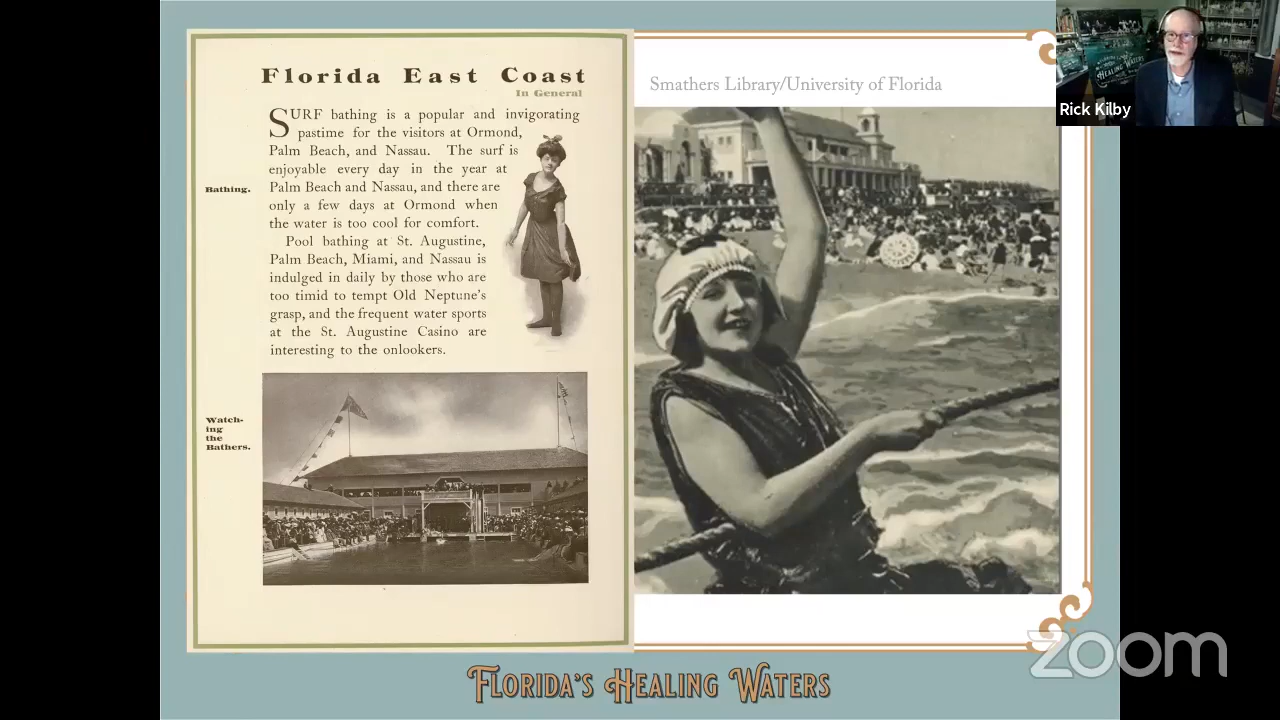 Florida East Coast
In General
SURF bathing is a popular and invigorating
pastime for the visitors at Ormond,
Palm Beach, and Nassau. The surf is
enjoyable every day in the year at
Palm Beach and Nassau, and there are
only a few days at Ormond when
the water is too cool for comfort.
Pool bathing at St. Augustine,
Palm Beach, Miami, and Nassau is
indulged in daily by those who are
too timid to tempt Old Neptune's
grasp, and the frequent water sports
at the St. Augustine Casino are
interesting to the onlookers.
Bathing.
Watch-
ing
the
Bathers.
Smathers Library/University of Florida
HEALING WATERS
Rick Kilby
zoom
FLORIDA'S HEALING WATERS